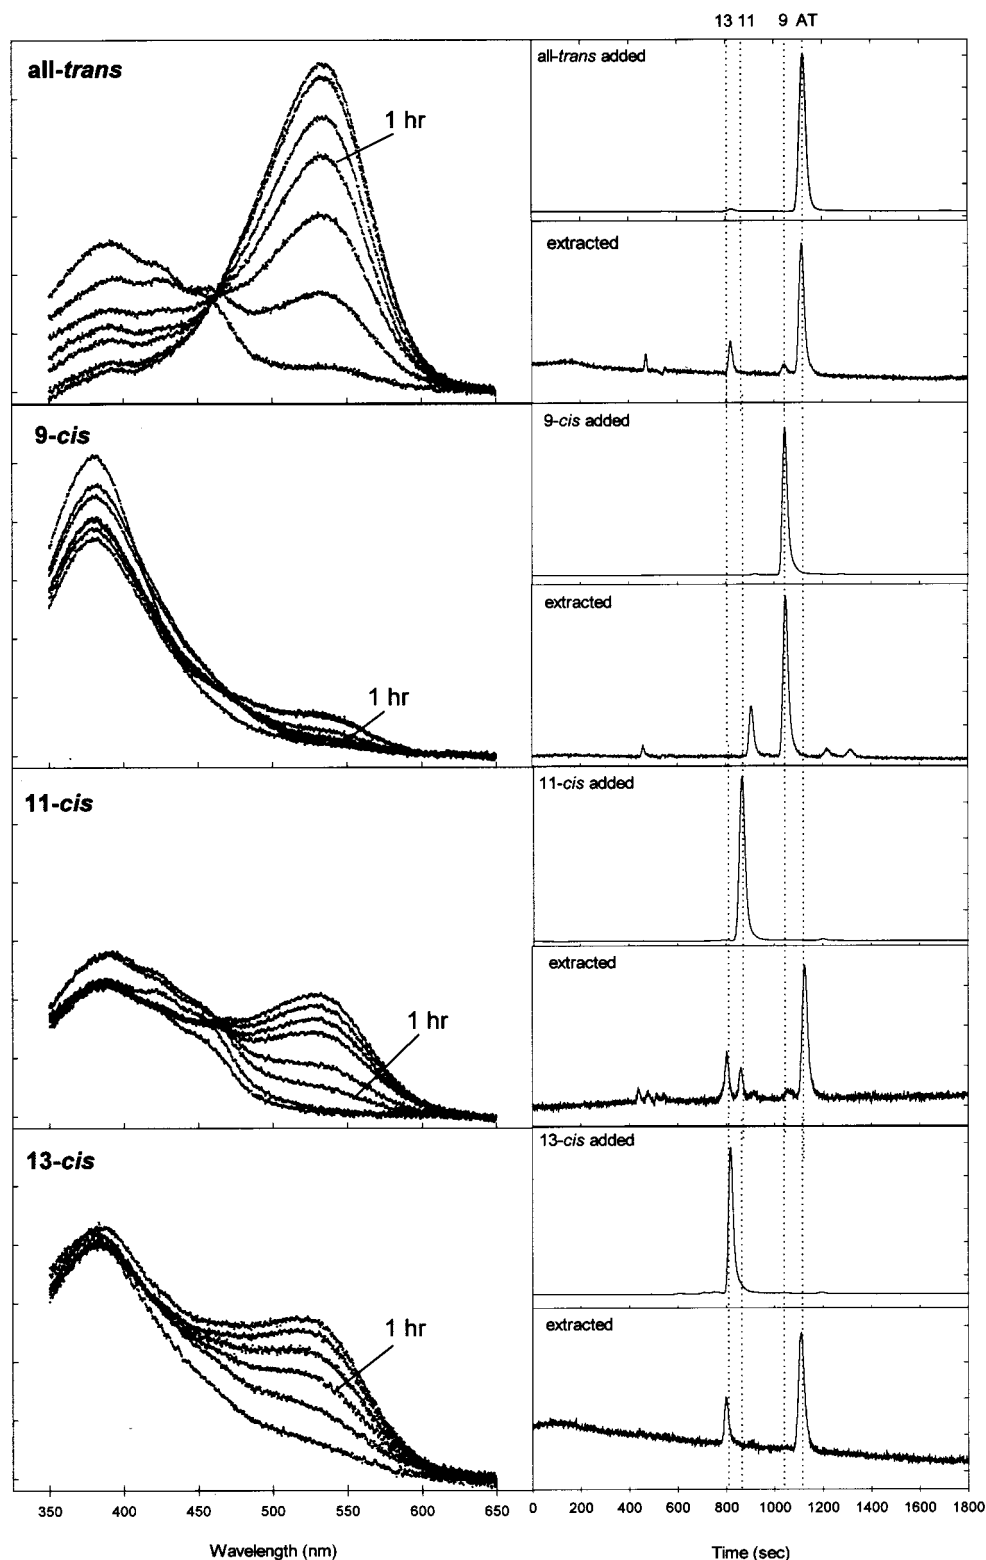 13 11 9 AT
all-trans
1 hr
all-trans added
extracted
9-cis
1 hr
9-cis added
extracted
11-cis
1 hr
11-cis added
extracted
13-cis
1 hr
13-cis added
extracted
350 400 450 500 550 600 650
Wavelength (nm)
0 200 400 600 800 1000 1200 1400 1600 1800
Time (sec)